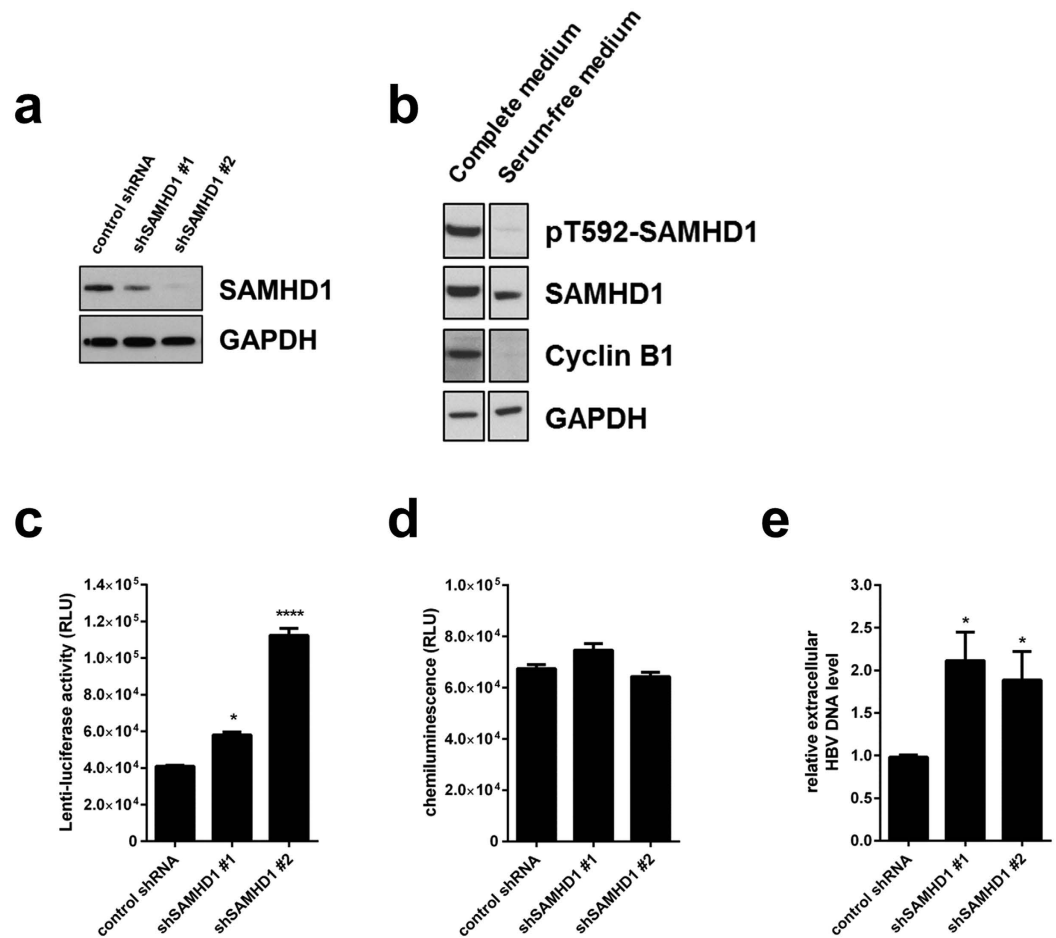 a
control shRNA
shSAMHD1 #1
shSAMHD1 #2
SAMHD1
GAPDH
b
Complete medium
Serum-free medium
pT592-SAMHD1
SAMHD1
Cyclin B1
GAPDH
c
Lenti-luciferase activity (RLU)
1.4×10⁵
1.2×10⁵
1.0×10⁵
8.0×10⁴
6.0×10⁴
4.0×10⁴
2.0×10⁴
0
*
****
control shRNA
shSAMHD1 #1
shSAMHD1 #2
d
chemiluminescence (RLU)
1.0×10⁵
8.0×10⁴
6.0×10⁴
4.0×10⁴
2.0×10⁴
0
control shRNA
shSAMHD1 #1
shSAMHD1 #2
e
relative extracellular
HBV DNA level
3.0
2.5
2.0
1.5
1.0
0.5
0.0
*
*
control shRNA
shSAMHD1 #1
shSAMHD1 #2